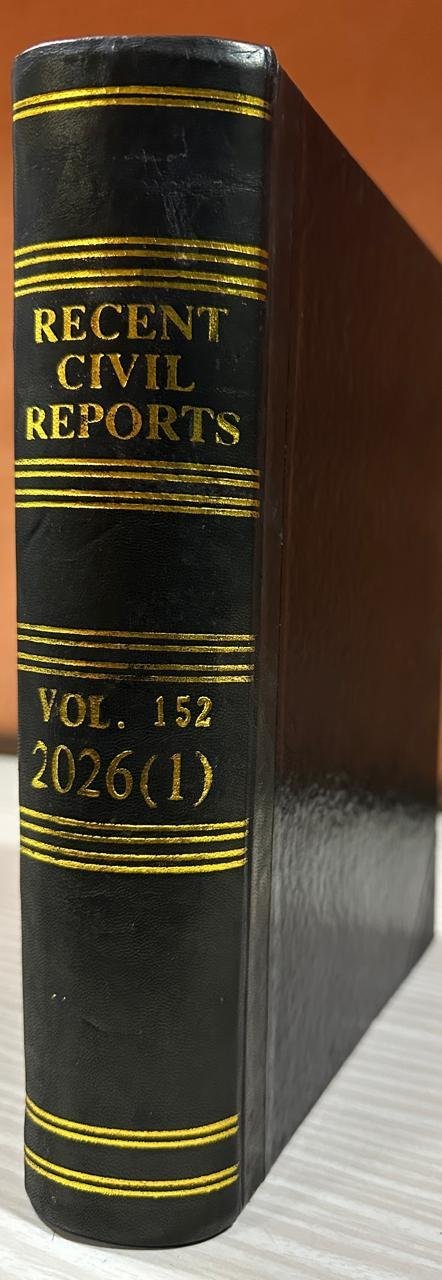 RECENT
CIVIL
REPORTS
VOL. 152
2026(1)